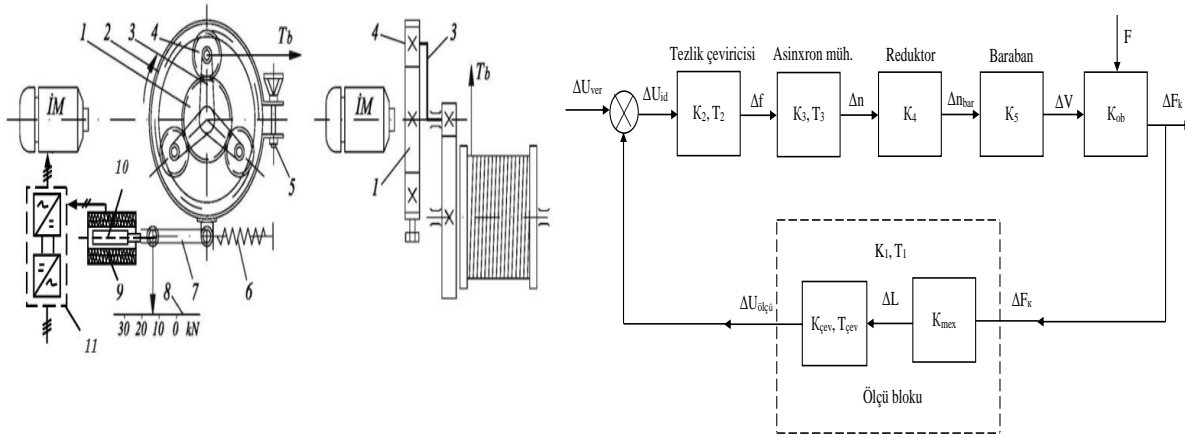 1 2 3 4
Tb
İM
10
5
9 7 6
8
30 20 10 0 kN
11
4 3
Tb
İM
1
F
Tezlik çeviricisi
Asinxron müh.
Reduktor
Baraban
ΔUver
ΔUid
K2, T2
Δf
K3, T3
Δn
K4
Δnbar
K5
ΔV
Kob
ΔFk
K1, T1
ΔUölçü
Kçev, Tçev
ΔL
Kmex
ΔFк
Ölçü bloku